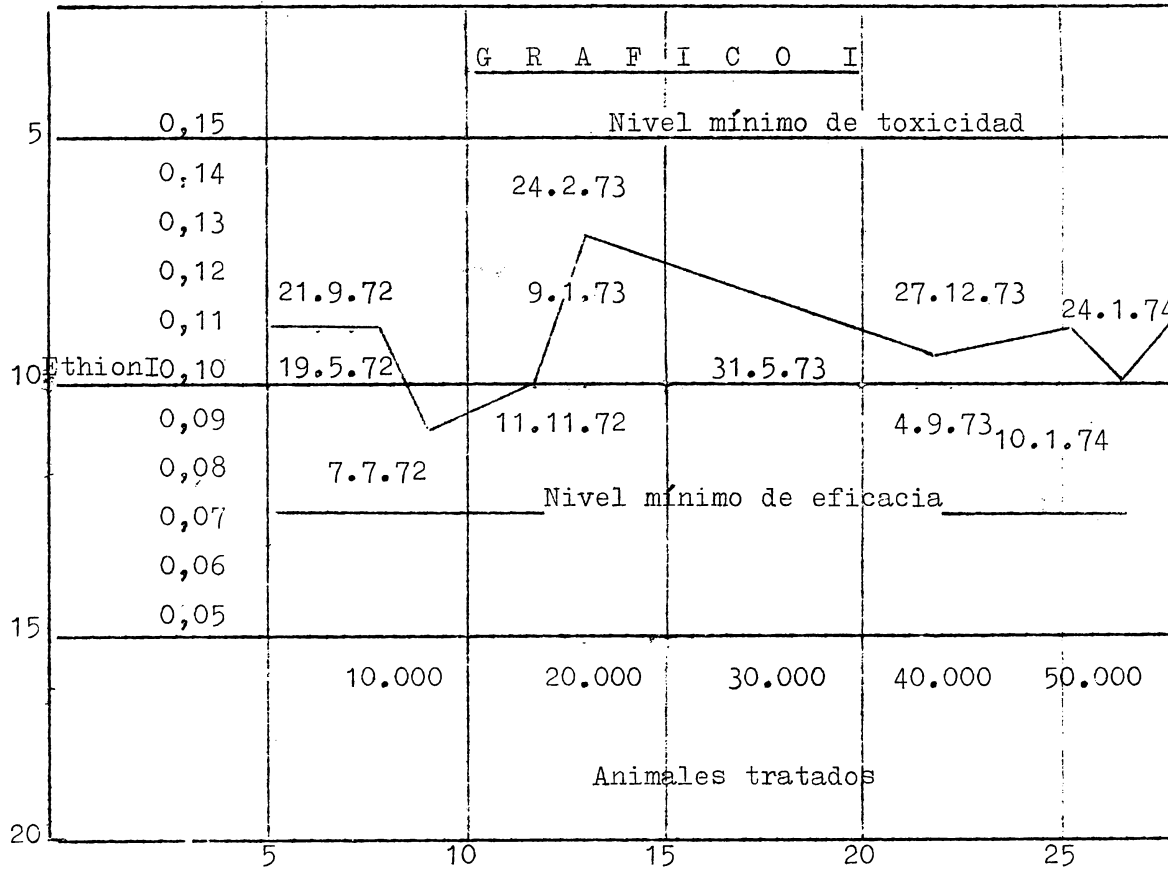 G R A F I C O I
5 0,15 Nivel mínimo de toxicidad
0,14
24.2.73
0,13
0,12
21.9.72 9.1.73 27.12.73
0,11 24.1.74
10 EthionI 0,10 19.5.72 31.5.73
0,09 11.11.72 4.9.73 10.1.74
0,08 7.7.72
Nivel mínimo de eficacia
0,07
0,06
0,05
15
10.000 20.000 30.000 40.000 50.000
Animales tratados
20
5 10 15 20 25